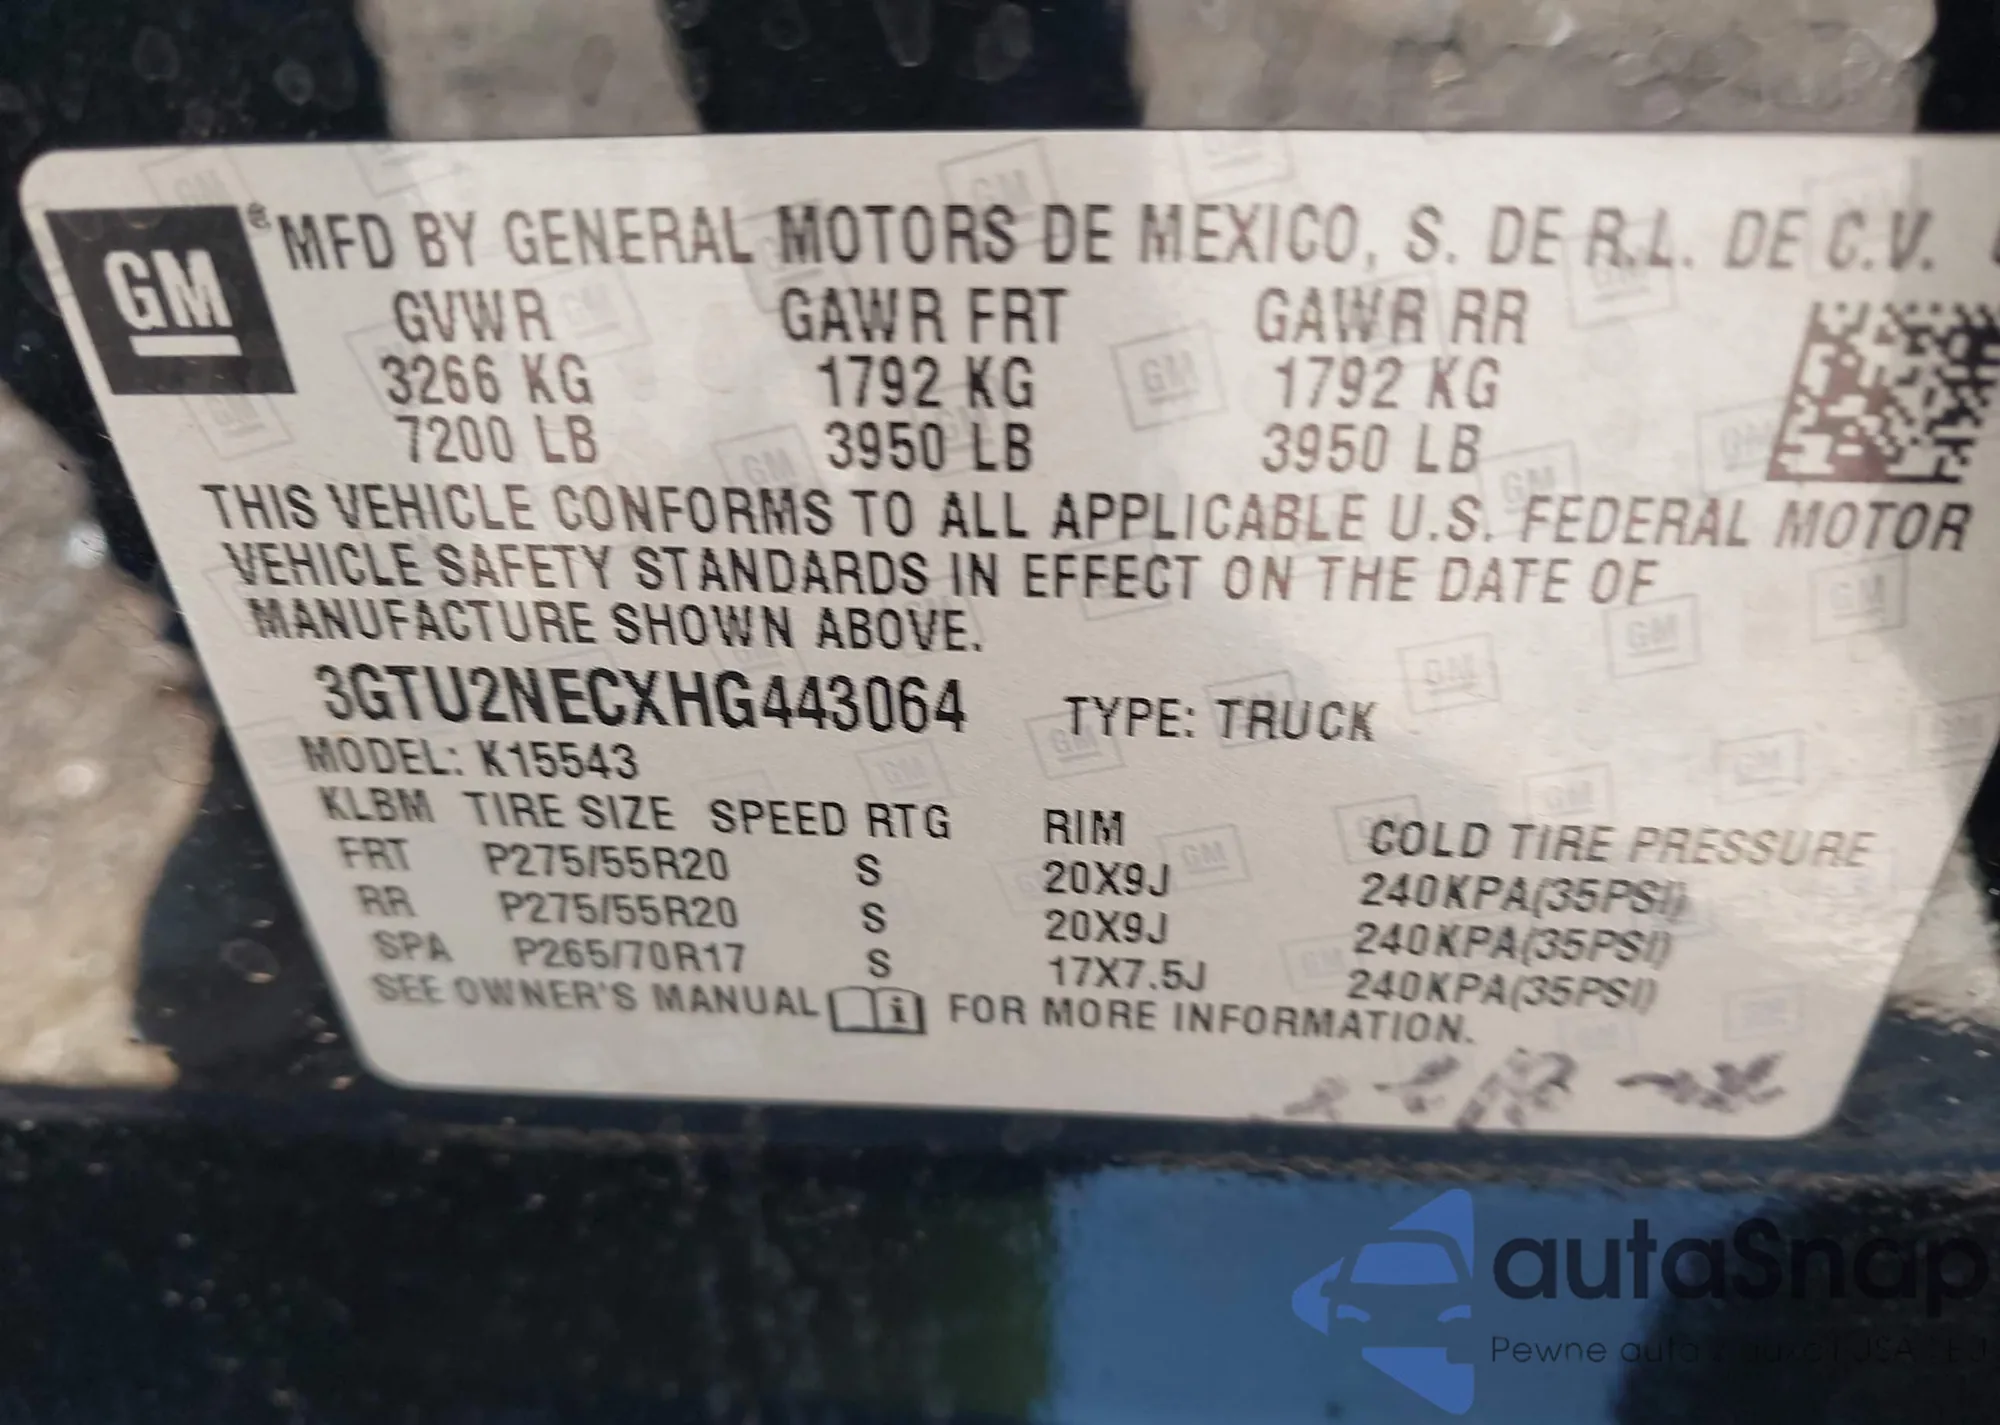 GM
® MFD BY GENERAL MOTORS DE MEXICO, S. DE R.L. DE C.V.
GVWR GAWR FRT GAWR RR
3266 KG 1792 KG 1792 KG
7200 LB 3950 LB 3950 LB
THIS VEHICLE CONFORMS TO ALL APPLICABLE U.S. FEDERAL MOTOR
VEHICLE SAFETY STANDARDS IN EFFECT ON THE DATE OF
MANUFACTURE SHOWN ABOVE.
3GTU2NECXHG443064 TYPE: TRUCK
MODEL: K15543
KLBM TIRE SIZE SPEED RTG RIM COLD TIRE PRESSURE
FRT P275/55R20 S 20X9J 240KPA(35PSI)
RR P275/55R20 S 20X9J 240KPA(35PSI)
SPA P265/70R17 S 17X7.5J 240KPA(35PSI)
SEE OWNER'S MANUAL i FOR MORE INFORMATION.
autaSnap
Pewne auta z